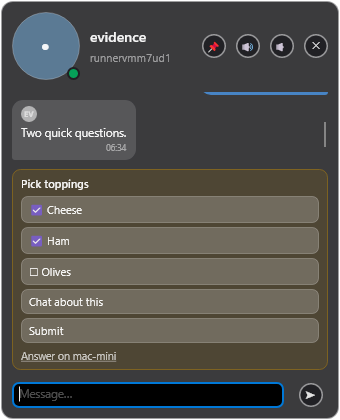 evidence
runnervmm7ud1
EV
Two quick questions.
06:34
Pick toppings
Cheese
Ham
Olives
Chat about this
Submit
Answer on mac-mini
Message...